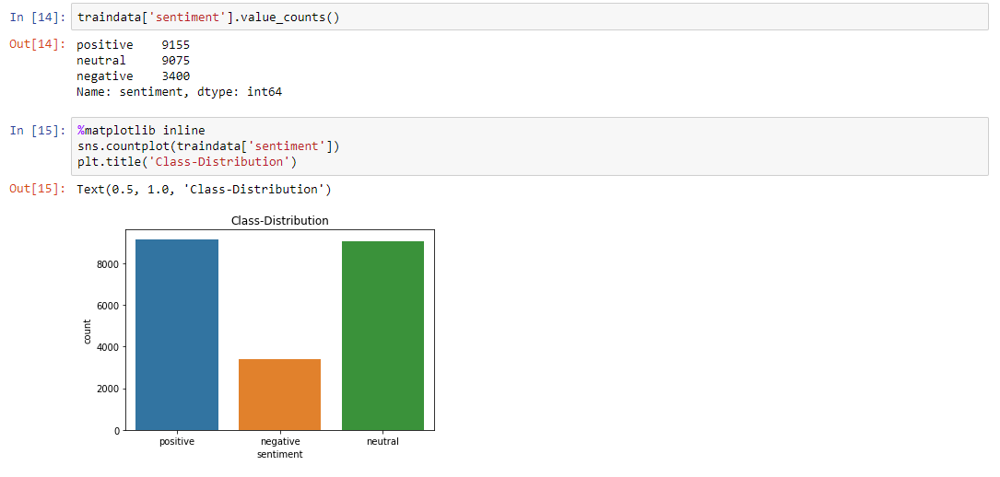 In [14]: traindata['sentiment'].value_counts()
Out[14]: positive    9155
neutral     9075
negative    3400
Name: sentiment, dtype: int64
In [15]: %matplotlib inline
sns.countplot(traindata['sentiment'])
plt.title('Class-Distribution')
Out[15]: Text(0.5, 1.0, 'Class-Distribution')
Class-Distribution
8000
6000
4000
2000
0
count
positive negative neutral
sentiment